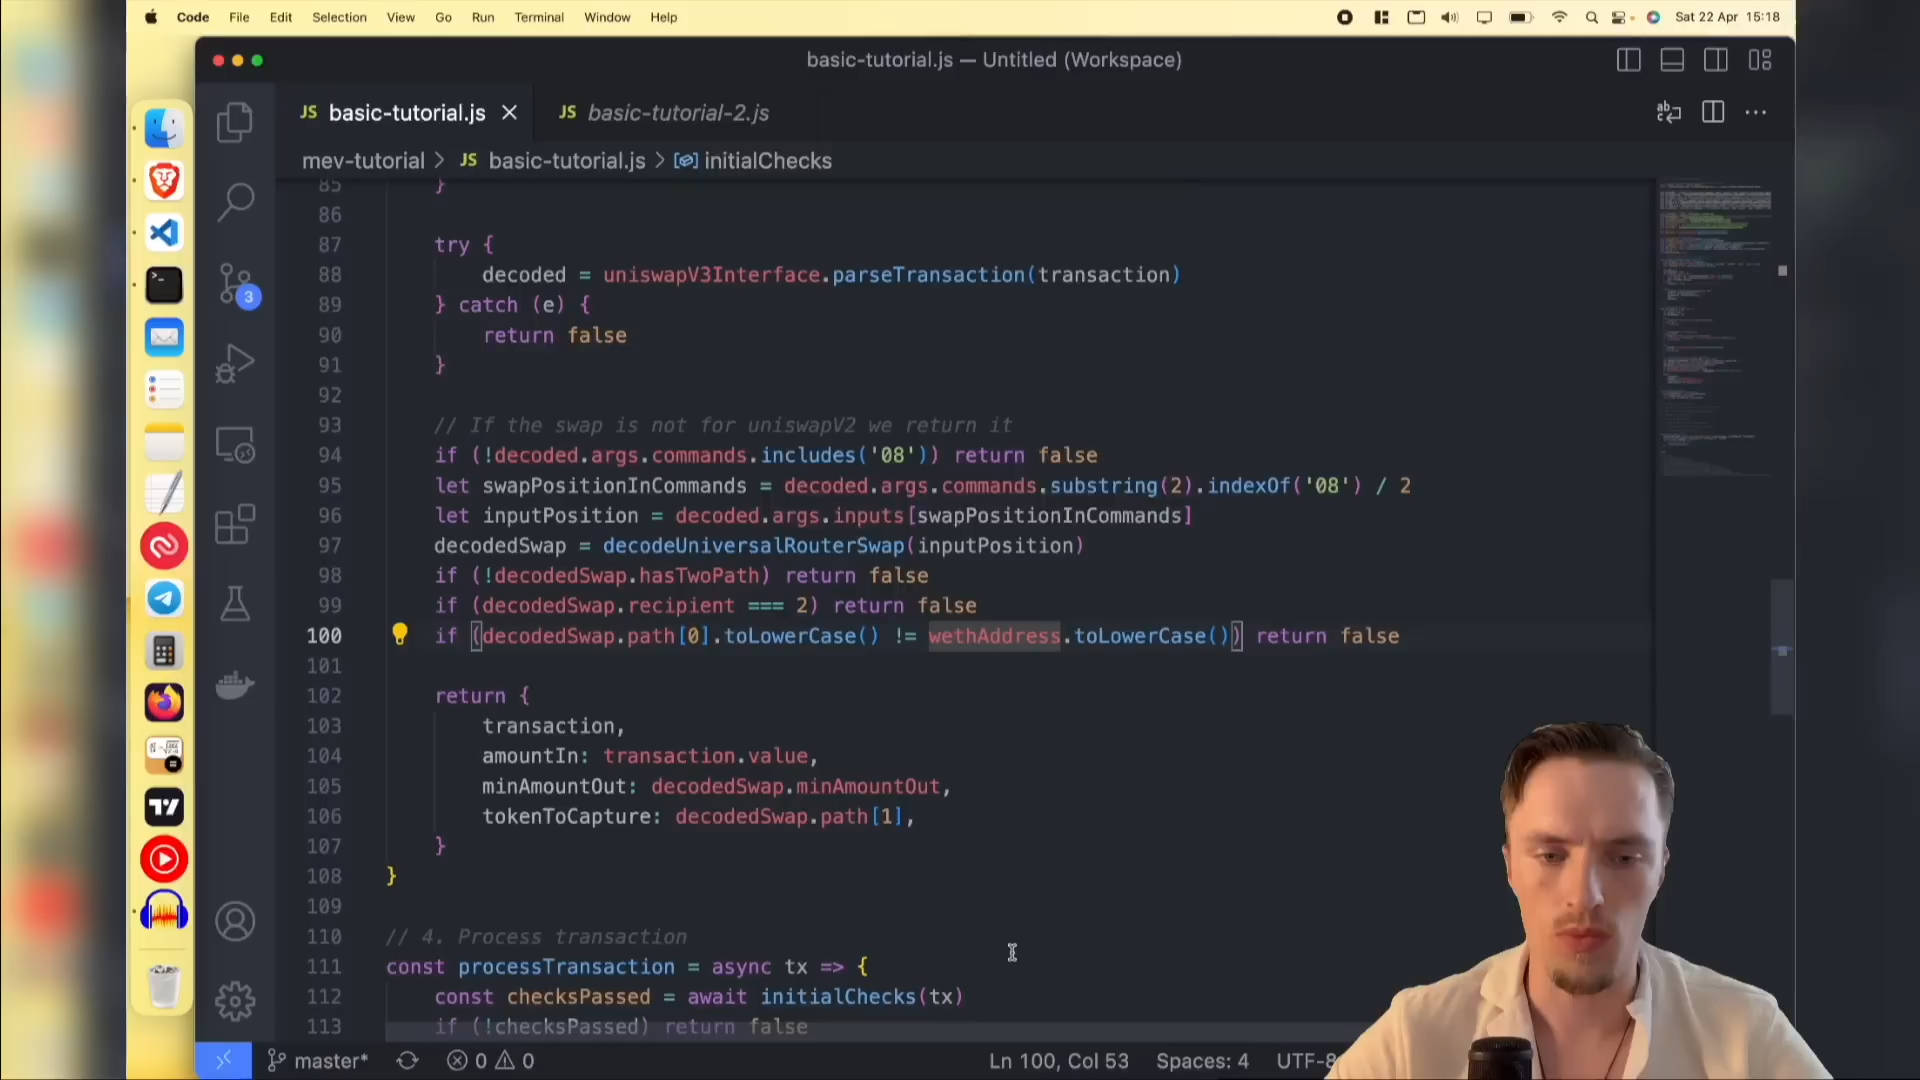 Code File Edit Selection View Go Run Terminal Window Help Sat 22 Apr 15:18
basic-tutorial.js — Untitled (Workspace)
JS basic-tutorial.js JS basic-tutorial-2.js
mev-tutorial > JS basic-tutorial.js > initialChecks
85 }
86
87 try {
88 decoded = uniswapV3Interface.parseTransaction(transaction)
89 } catch (e) {
90 return false
91 }
92
93 // If the swap is not for uniswapV2 we return it
94 if (!decoded.args.commands.includes('08')) return false
95 let swapPositionInCommands = decoded.args.commands.substring(2).indexOf('08') / 2
96 let inputPosition = decoded.args.inputs[swapPositionInCommands]
97 decodedSwap = decodeUniversalRouterSwap(inputPosition)
98 if (!decodedSwap.hasTwoPath) return false
99 if (decodedSwap.recipient === 2) return false
100 if (decodedSwap.path[0].toLowerCase() != wethAddress.toLowerCase()) return false
101
102 return {
103 transaction,
104 amountIn: transaction.value,
105 minAmountOut: decodedSwap.minAmountOut,
106 tokenToCapture: decodedSwap.path[1],
107 }
108 }
109
110 // 4. Process transaction
111 const processTransaction = async tx => {
112 const checksPassed = await initialChecks(tx)
113 if (!checksPassed) return false
3
master* 0 0 Ln 100, Col 53 Spaces: 4 UTF-8